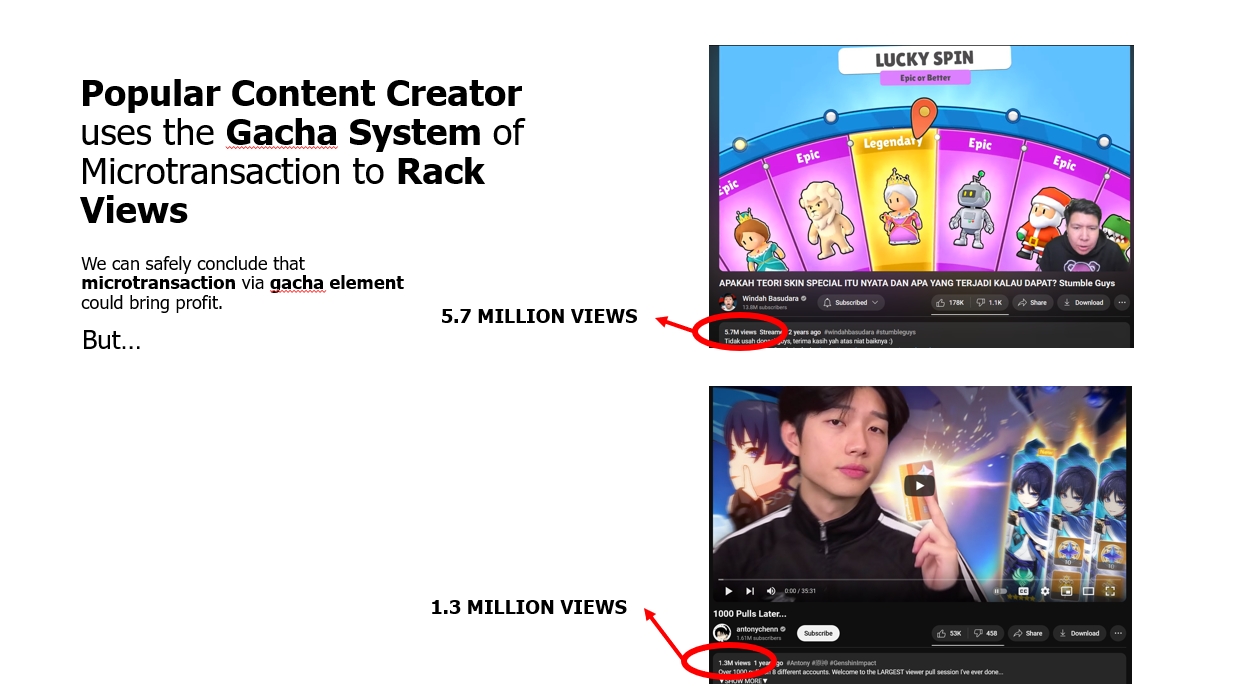 Popular Content Creator
uses the Gacha System of
Microtransaction to Rack
Views
We can safely conclude that
microtransaction via gacha element
could bring profit.
But...
5.7 MILLION VIEWS
1.3 MILLION VIEWS
LUCKY SPIN
Epic or Better
Epic
Epic
Legendary
Epic
Epic
APAKAH TEORI SKIN SPECIAL ITU NYATA DAN APA YANG TERJADI KALAU DAPAT? Stumble Guys
Windah Basudara
13.9M subscribers
Subscribed
178K
1.1K
Share
Download
5.7M views Streamed 2 years ago #windahbasudara #stumbleguys
Tidak usah donasi guys, terima kasih yah atas niat baiknya :)
0:00 / 35:31
1000 Pulls Later...
antonychenn
1.61M subscribers
Subscribe
53K
458
Share
Download
1.3M views 1 year ago #Antony #原神 #GenshinImpact
Over 1000 8 different accounts. Welcome to the LARGEST viewer pull session I've ever done...
▼SHOW MORE▼